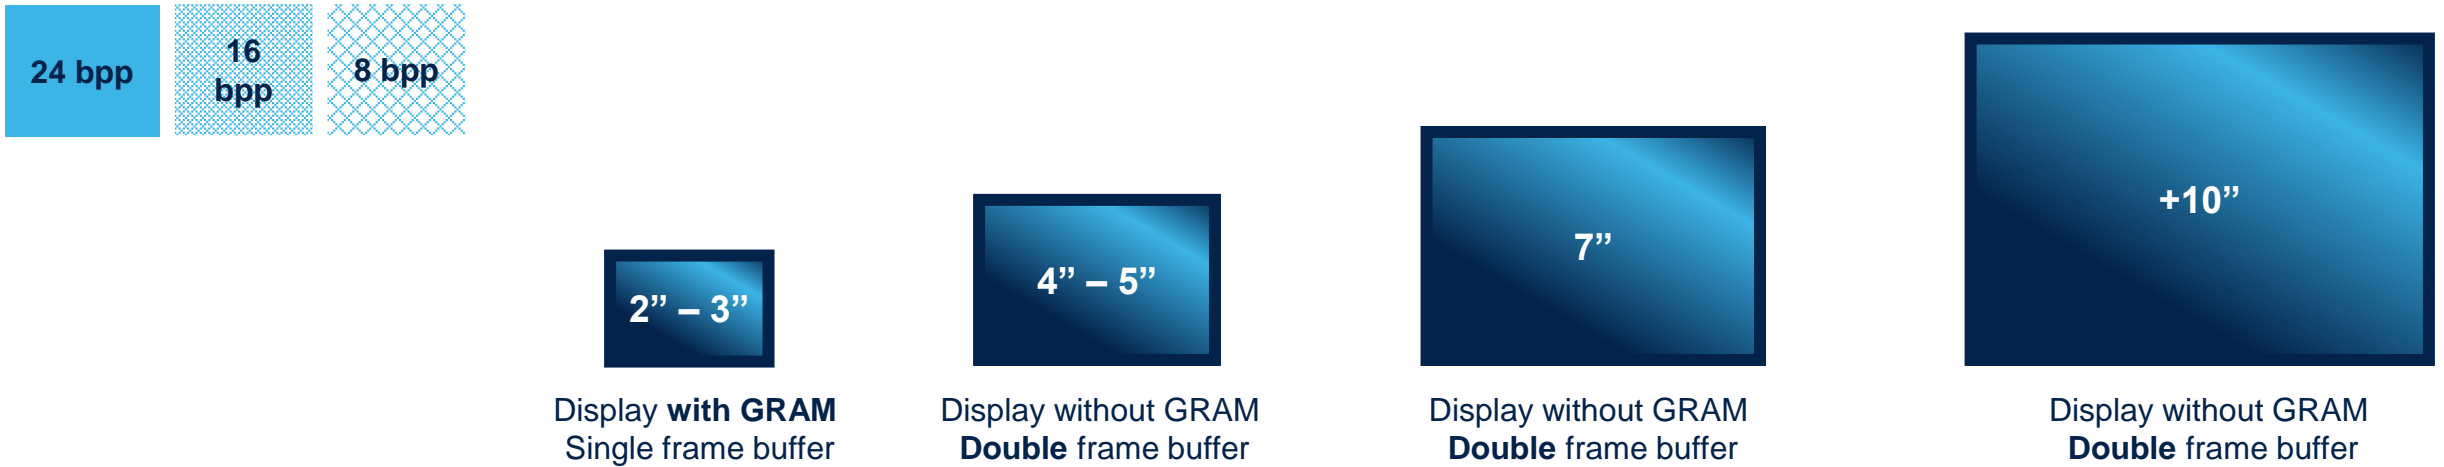 24 bpp
16
bpp
8 bpp
2” – 3”
4” – 5”
7”
+10”
Display with GRAM
Single frame buffer
Display without GRAM
Double frame buffer
Display without GRAM
Double frame buffer
Display without GRAM
Double frame buffer